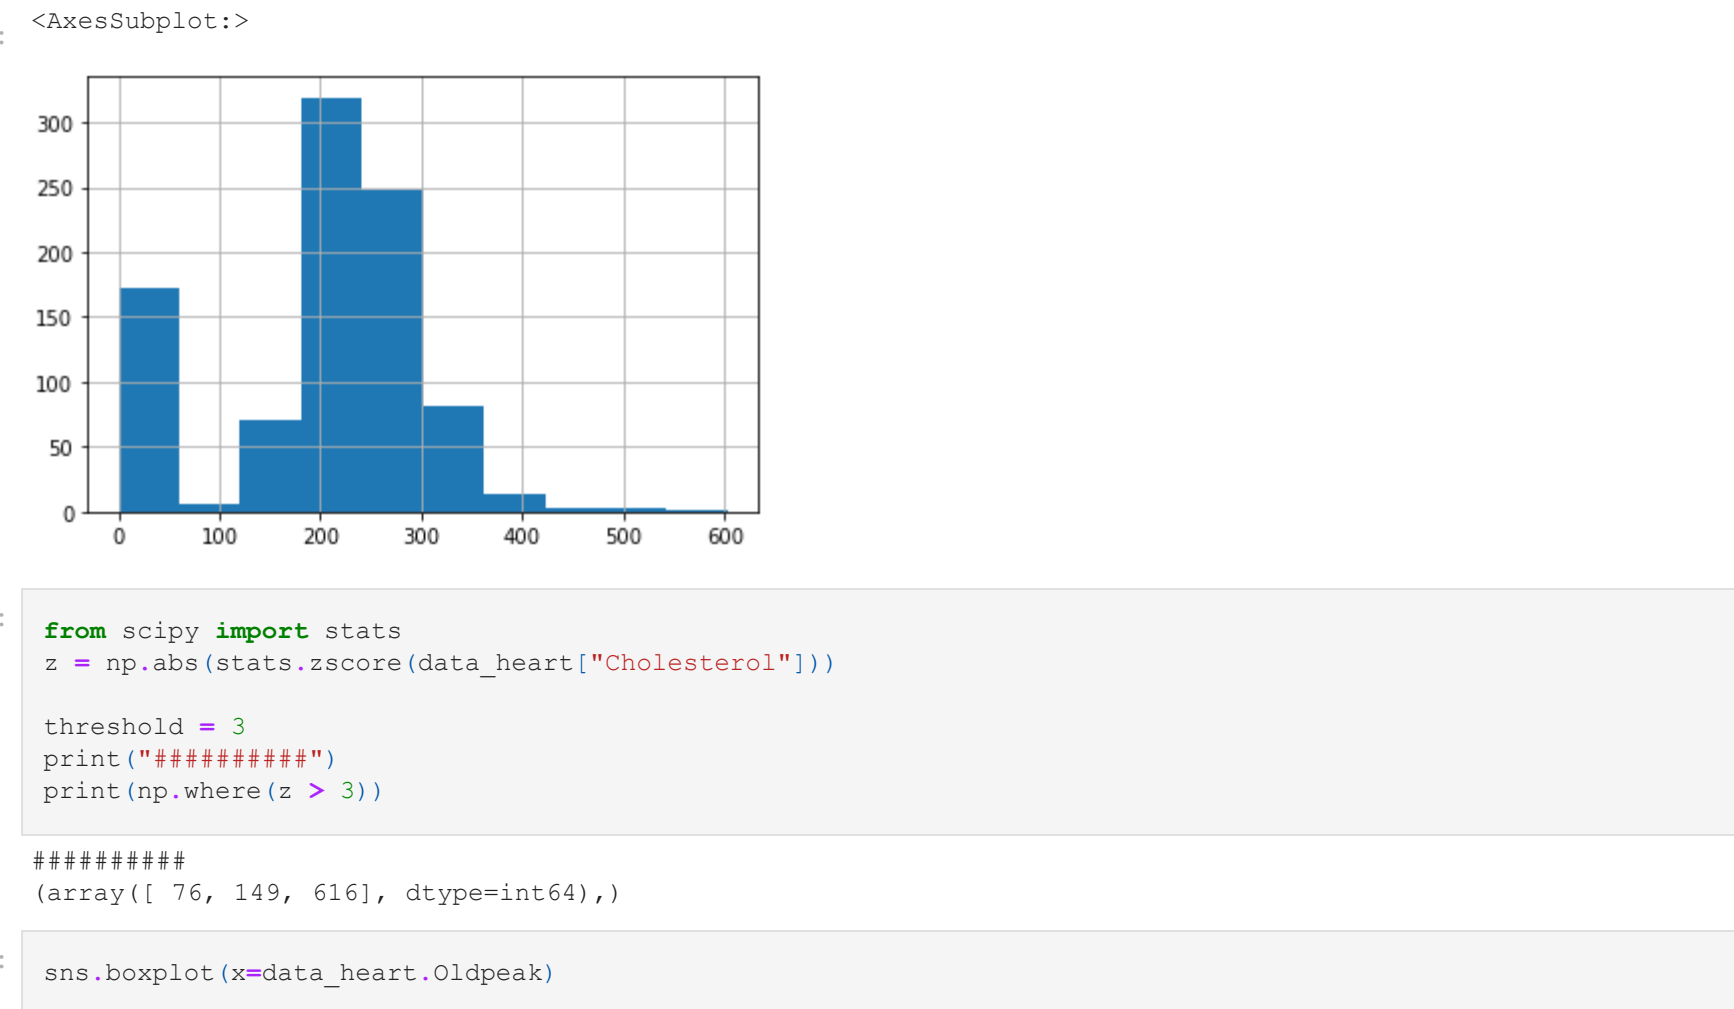 <AxesSubplot:>
300
250
200
150
100
50
0
0 100 200 300 400 500 600
:
from scipy import stats
z = np.abs(stats.zscore(data_heart["Cholesterol"]))
threshold = 3
print("##########")
print(np.where(z > 3))
##########
(array([ 76, 149, 616], dtype=int64),)
:
sns.boxplot(x=data_heart.Oldpeak)